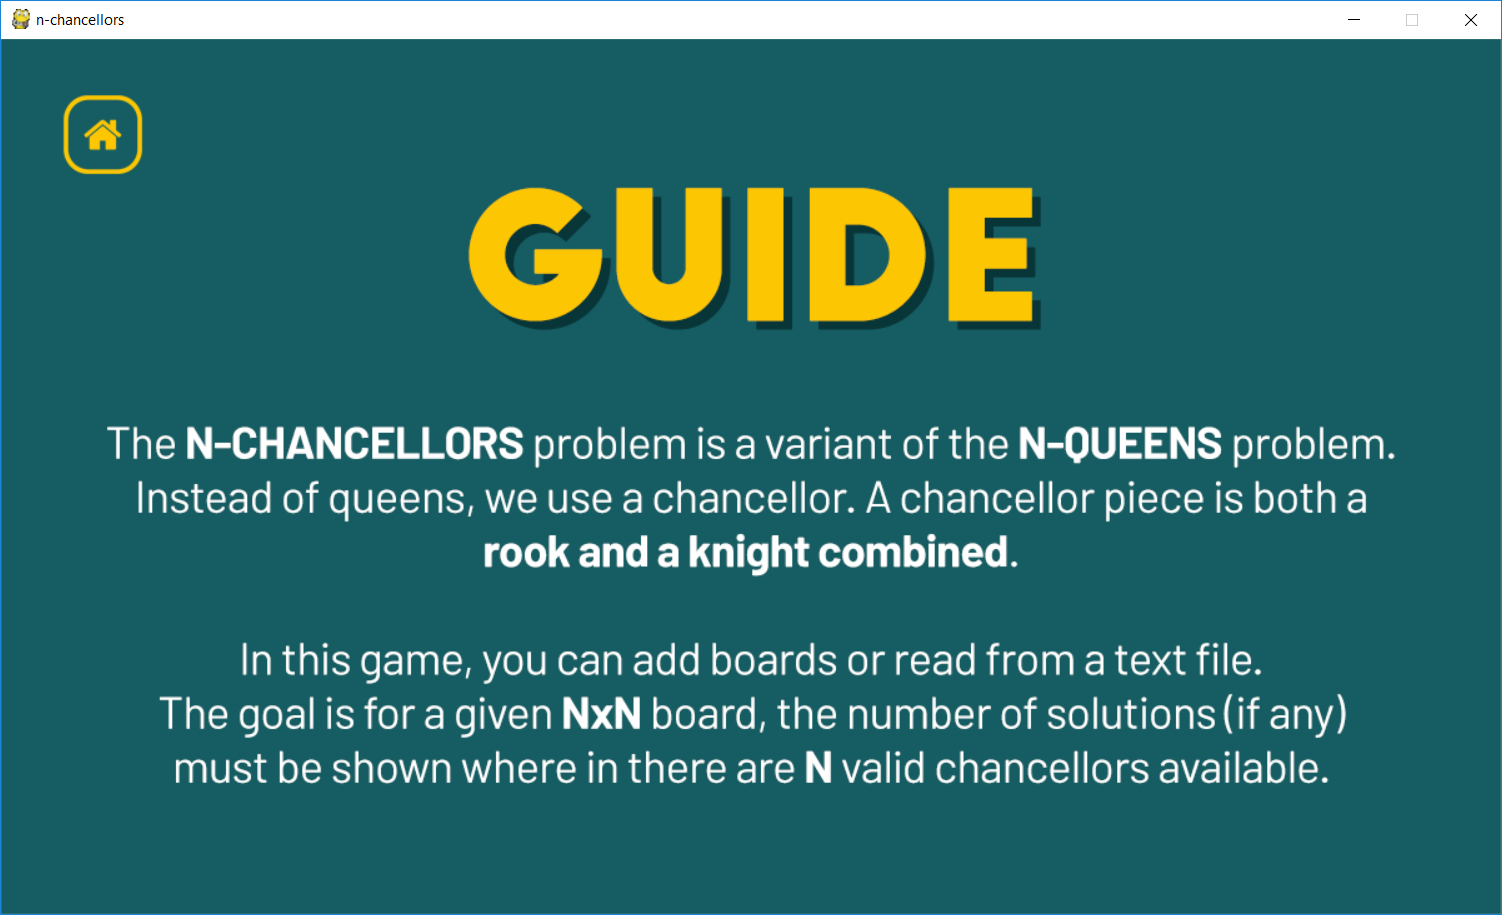 n-chancellors
GUIDE
The N-CHANCELLORS problem is a variant of the N-QUEENS problem.
Instead of queens, we use a chancellor. A chancellor piece is both a
rook and a knight combined.
In this game, you can add boards or read from a text file.
The goal is for a given NxN board, the number of solutions (if any)
must be shown where in there are N valid chancellors available.